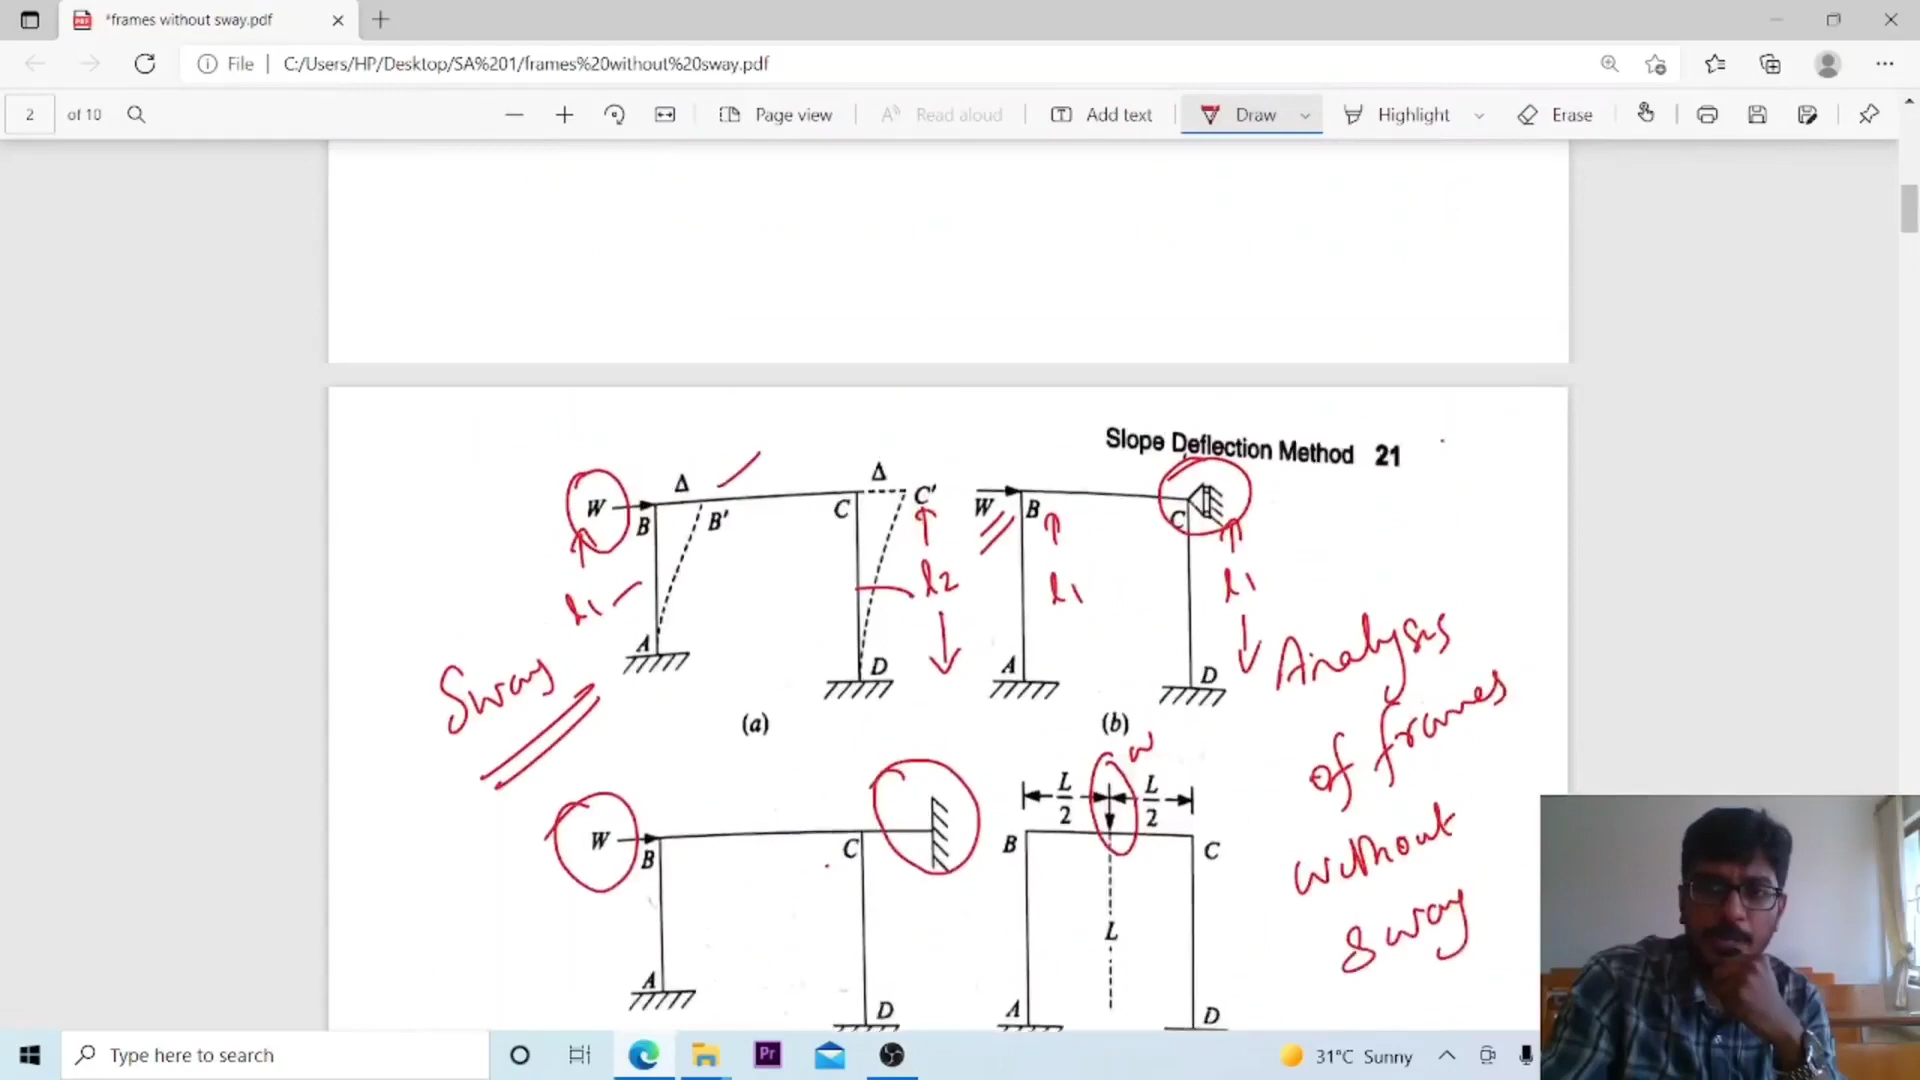 *frames without sway.pdf
File | C:/Users/HP/Desktop/SA%201/frames%20without%20sway.pdf
2 of 10
Page view
Read aloud
Add text
Draw
Highlight
Erase
Slope Deflection Method 21
Δ Δ
W B B' C C' W B C
l1 l2 l1 l1
A D A D
Sway
(a) (b)
Analysis
of frames
without
sway
w
L/2 L/2
W B C B C
L
A D A D
Type here to search
Pr
31°C Sunny